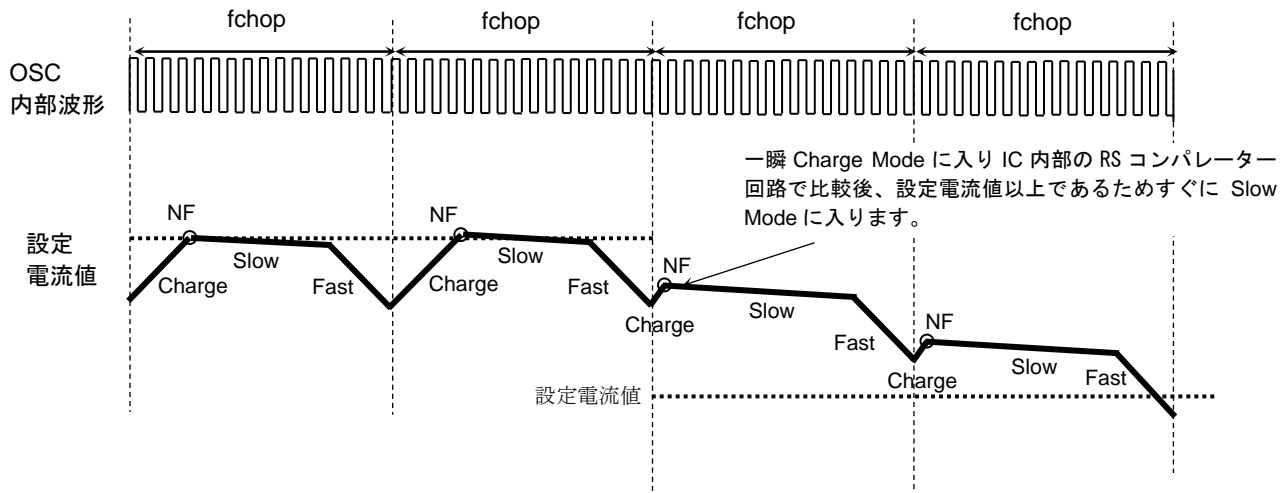 fchop fchop fchop fchop
OSC
内部波形
一瞬 Charge Mode に入り IC 内部の RS コンパレーター
回路で比較後、設定電流値以上であるためすぐに Slow
Mode に入ります。
設定
電流値
NF
Charge
Slow
Fast
NF
Charge
Slow
Fast
NF
Charge
Slow
Fast
NF
Charge
Slow
Fast
設定電流値